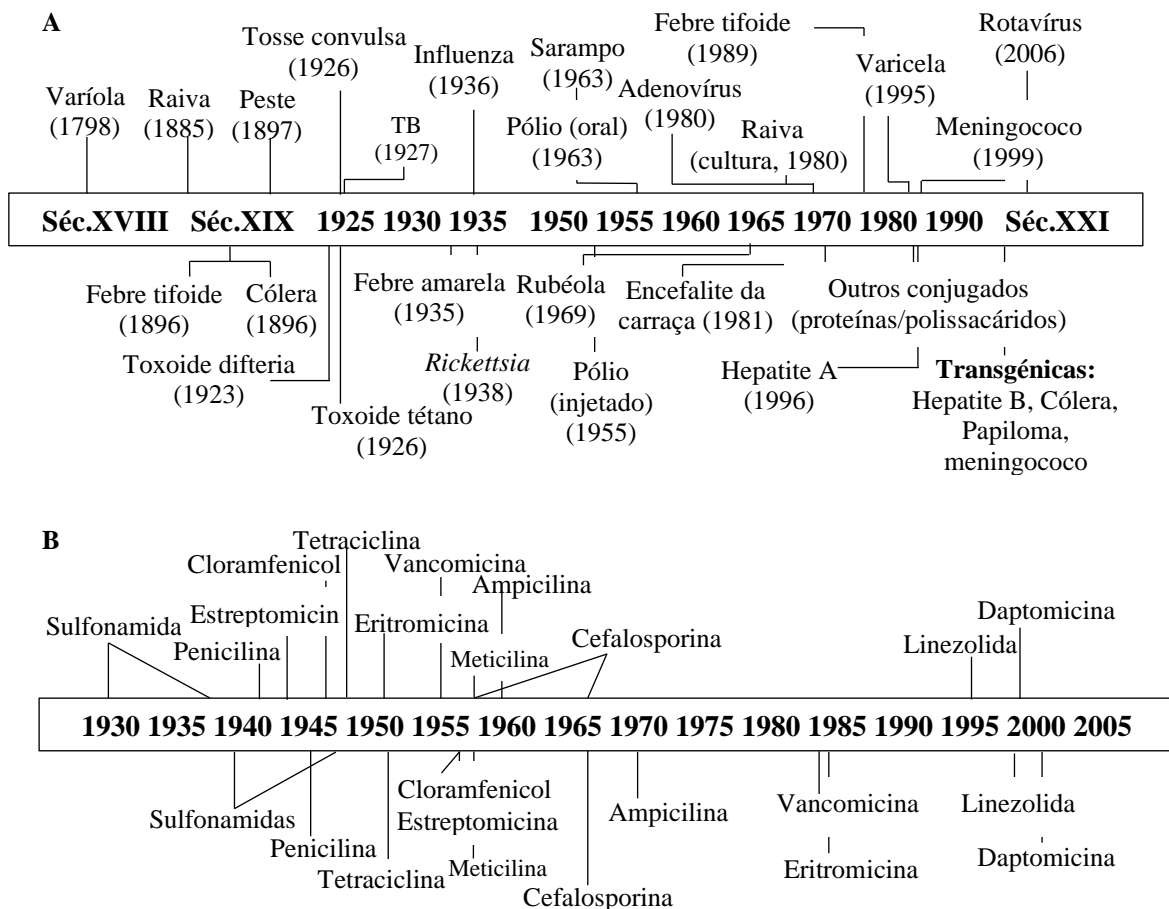 A
Tosse convulsa
(1926)
Influenza
(1936)
Sarampo
(1963)
Febre tifoide
(1989)
Rotavírus
(2006)
Varíola
(1798)
Raiva
(1885)
Peste
(1897)
TB
(1927)
Pólio (oral)
(1963)
Adenovírus
(1980)
Raiva
(cultura, 1980)
Varicela
(1995)
Meningococo
(1999)
Séc.XVIII Séc.XIX 1925 1930 1935 1950 1955 1960 1965 1970 1980 1990 Séc.XXI
Febre tifoide
(1896)
Cólera
(1896)
Toxoide difteria
(1923)
Toxoide tétano
(1926)
Febre amarela
(1935)
Rickettsia
(1938)
Rubéola
(1969)
Pólio
(injetado)
(1955)
Encefalite da
carraça (1981)
Hepatite A
(1996)
Outros conjugados
(proteínas/polissacáridos)
Transgénicas:
Hepatite B, Cólera,
Papiloma,
meningococo
B
Tetraciclina
Cloramfenicol
Vancomicina
Ampicilina
Sulfonamida
Estreptomicin
Penicilina
Eritromicina
Meticilina
Cefalosporina
Linezolida
Daptomicina
1930 1935 1940 1945 1950 1955 1960 1965 1970 1975 1980 1985 1990 1995 2000 2005
Sulfonamidas
Penicilina
Tetraciclina
Cloramfenicol
Estreptomicina
Meticilina
Cefalosporina
Ampicilina
Vancomicina
Eritromicina
Linezolida
Daptomicina